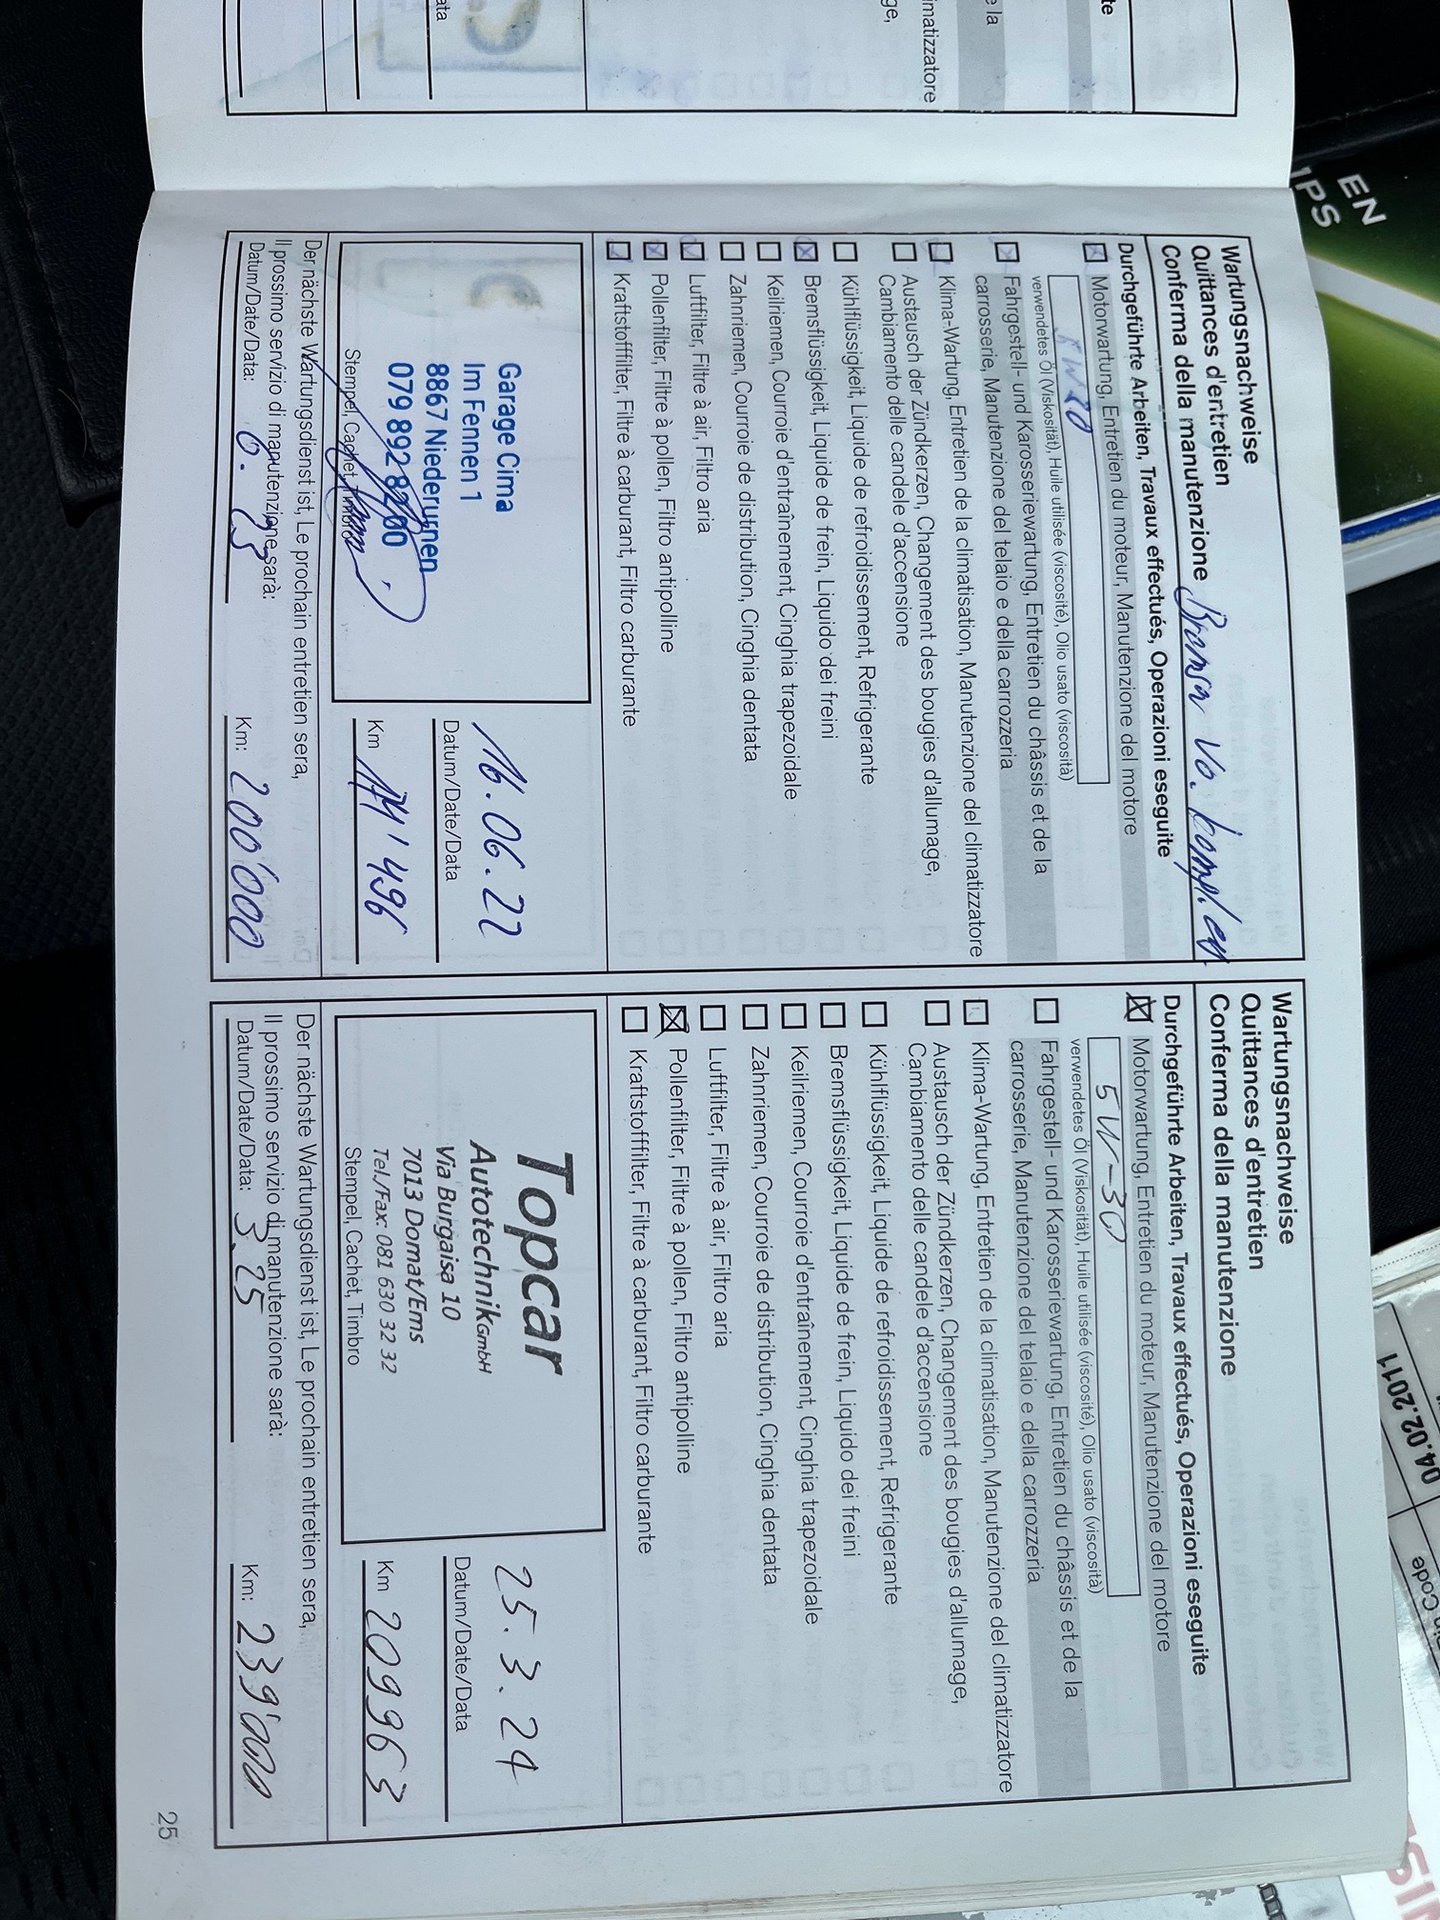 ata
ge,
imatizzatore
e la
te
EN
IPS
Wartungsnachweise
Quittances d'entretien
Conferma della manutenzione Bremsen vo. komplett
Durchgeführte Arbeiten, Travaux effectués, Operazioni eseguite
Motorwartung, Entretien du moteur, Manutenzione del motore
verwendetes Öl (Viskosität), Huile utilisée (viscosité), Olio usato (viscosità)
Fahrgestell- und Karosseriewartung, Entretien du châssis et de la
carrosserie, Manutenzione del telaio e della carrozzeria
Klima-Wartung, Entretien de la climatisation, Manutenzione del climatizzatore
Austausch der Zündkerzen, Changement des bougies d'allumage,
Cambiamento delle candele d'accensione
Kühlflüssigkeit, Liquide de refroidissement, Refrigerante
Bremsflüssigkeit, Liquide de frein, Liquido dei freini
Keilriemen, Courroie d'entraînement, Cinghia trapezoidale
Zahnriemen, Courroie de distribution, Cinghia dentata
Luftfilter, Filtre à air, Filtro aria
Pollenfilter, Filtre à pollen, Filtro antipolline
Kraftstofffilter, Filtre à carburant, Filtro carburante
Garage Cima
Im Fennen 1
8867 Niederurnen
079 892 82 00
Stempel, Cachet, Timbro
16.06.22
Datum/Date/Data
Km
Der nächste Wartungsdienst ist, Le prochain entretien sera,
Il prossimo servizio di manutenzione sarà:
Datum/Date/Data: 6.23 Km: 200'000
Wartungsnachweise
Quittances d'entretien
Conferma della manutenzione
Durchgeführte Arbeiten, Travaux effectués, Operazioni eseguite
Motorwartung, Entretien du moteur, Manutenzione del motore
5W-30
verwendetes Öl (Viskosität), Huile utilisée (viscosité), Olio usato (viscosità)
Fahrgestell- und Karosseriewartung, Entretien du châssis et de la
carrosserie, Manutenzione del telaio e della carrozzeria
Klima-Wartung, Entretien de la climatisation, Manutenzione del climatizzatore
Austausch der Zündkerzen, Changement des bougies d'allumage,
Cambiamento delle candele d'accensione
Kühlflüssigkeit, Liquide de refroidissement, Refrigerante
Bremsflüssigkeit, Liquide de frein, Liquido dei freini
Keilriemen, Courroie d'entraînement, Cinghia trapezoidale
Zahnriemen, Courroie de distribution, Cinghia dentata
Luftfilter, Filtre à air, Filtro aria
Pollenfilter, Filtre à pollen, Filtro antipolline
Kraftstofffilter, Filtre à carburant, Filtro carburante
Topcar
Autotechnik GmbH
Via Burgaisa 10
7013 Domat/Ems
Tel./Fax. 081 630 32 32
Stempel, Cachet, Timbro
25.3.24
Datum/Date/Data
Km 209963
Der nächste Wartungsdienst ist, Le prochain entretien sera,
Il prossimo servizio di manutenzione sarà:
Datum/Date/Data: 3.25 Km: 239'000
25
04.02.2011
Code